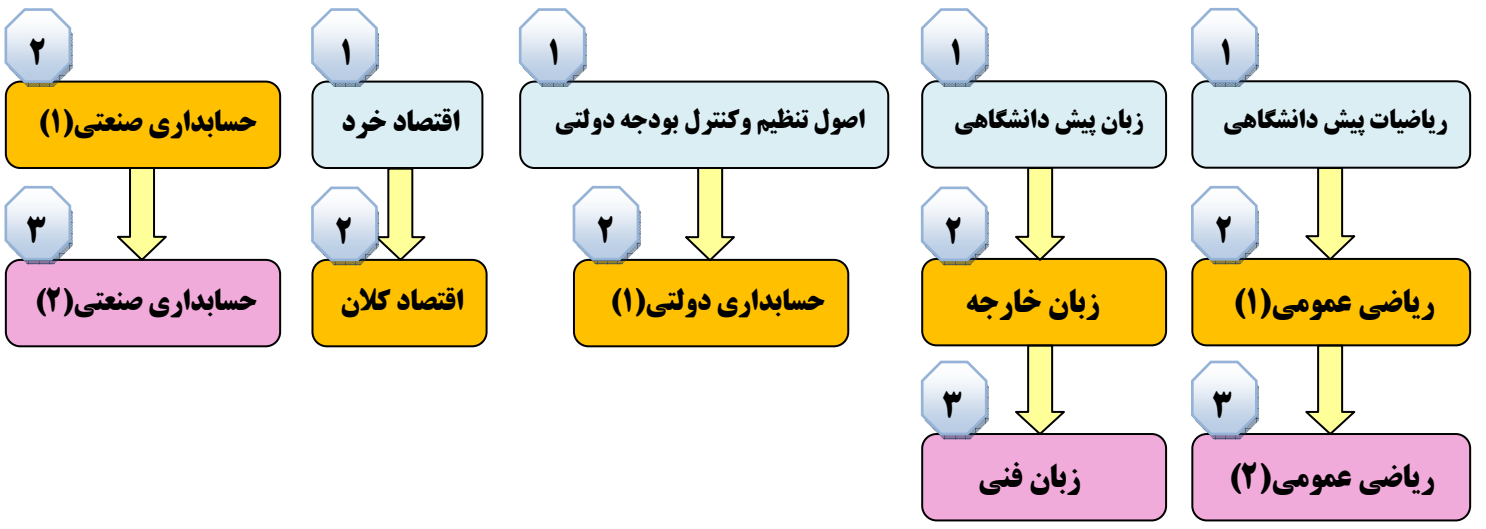 ۱
ریاضیات پیش دانشگاهی
۲
ریاضی عمومی(۱)
۳
ریاضی عمومی(۲)
۱
زبان پیش دانشگاهی
۲
زبان خارجه
۳
زبان فنی
۱
اصول تنظیم وکنترل بودجه دولتی
۲
حسابداری دولتی(۱)
۱
اقتصاد خرد
۲
اقتصاد کلان
۲
حسابداری صنعتی(۱)
۳
حسابداری صنعتی(۲)